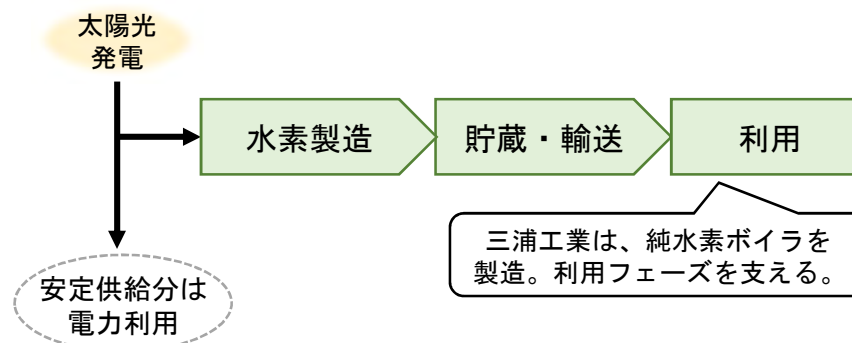 太陽光
発電
水素製造
貯蔵・輸送
利用
三浦工業は、純水素ボイラを
製造。利用フェーズを支える。
安定供給分は
電力利用